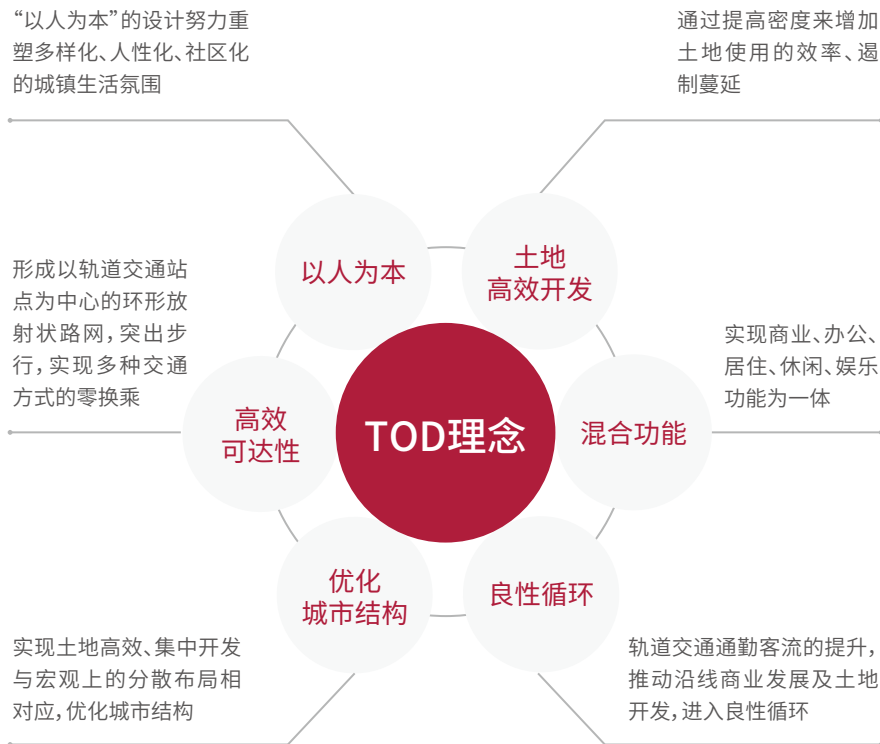 “以人为本”的设计努力重
塑多样化、人性化、社区化
的城镇生活氛围
通过提高密度来增加
土地使用的效率、遏
制蔓延
以人为本
土地
高效开发
形成以轨道交通站
点为中心的环形放
射状路网，突出步
行，实现多种交通
方式的零换乘
实现商业、办公、
居住、休闲、娱乐
功能为一体
高效
可达性
TOD理念
混合功能
优化
城市结构
良性循环
实现土地高效、集中开发
与宏观上的分散布局相
对应，优化城市结构
轨道交通通勤客流的提升，
推动沿线商业发展及土地
开发，进入良性循环